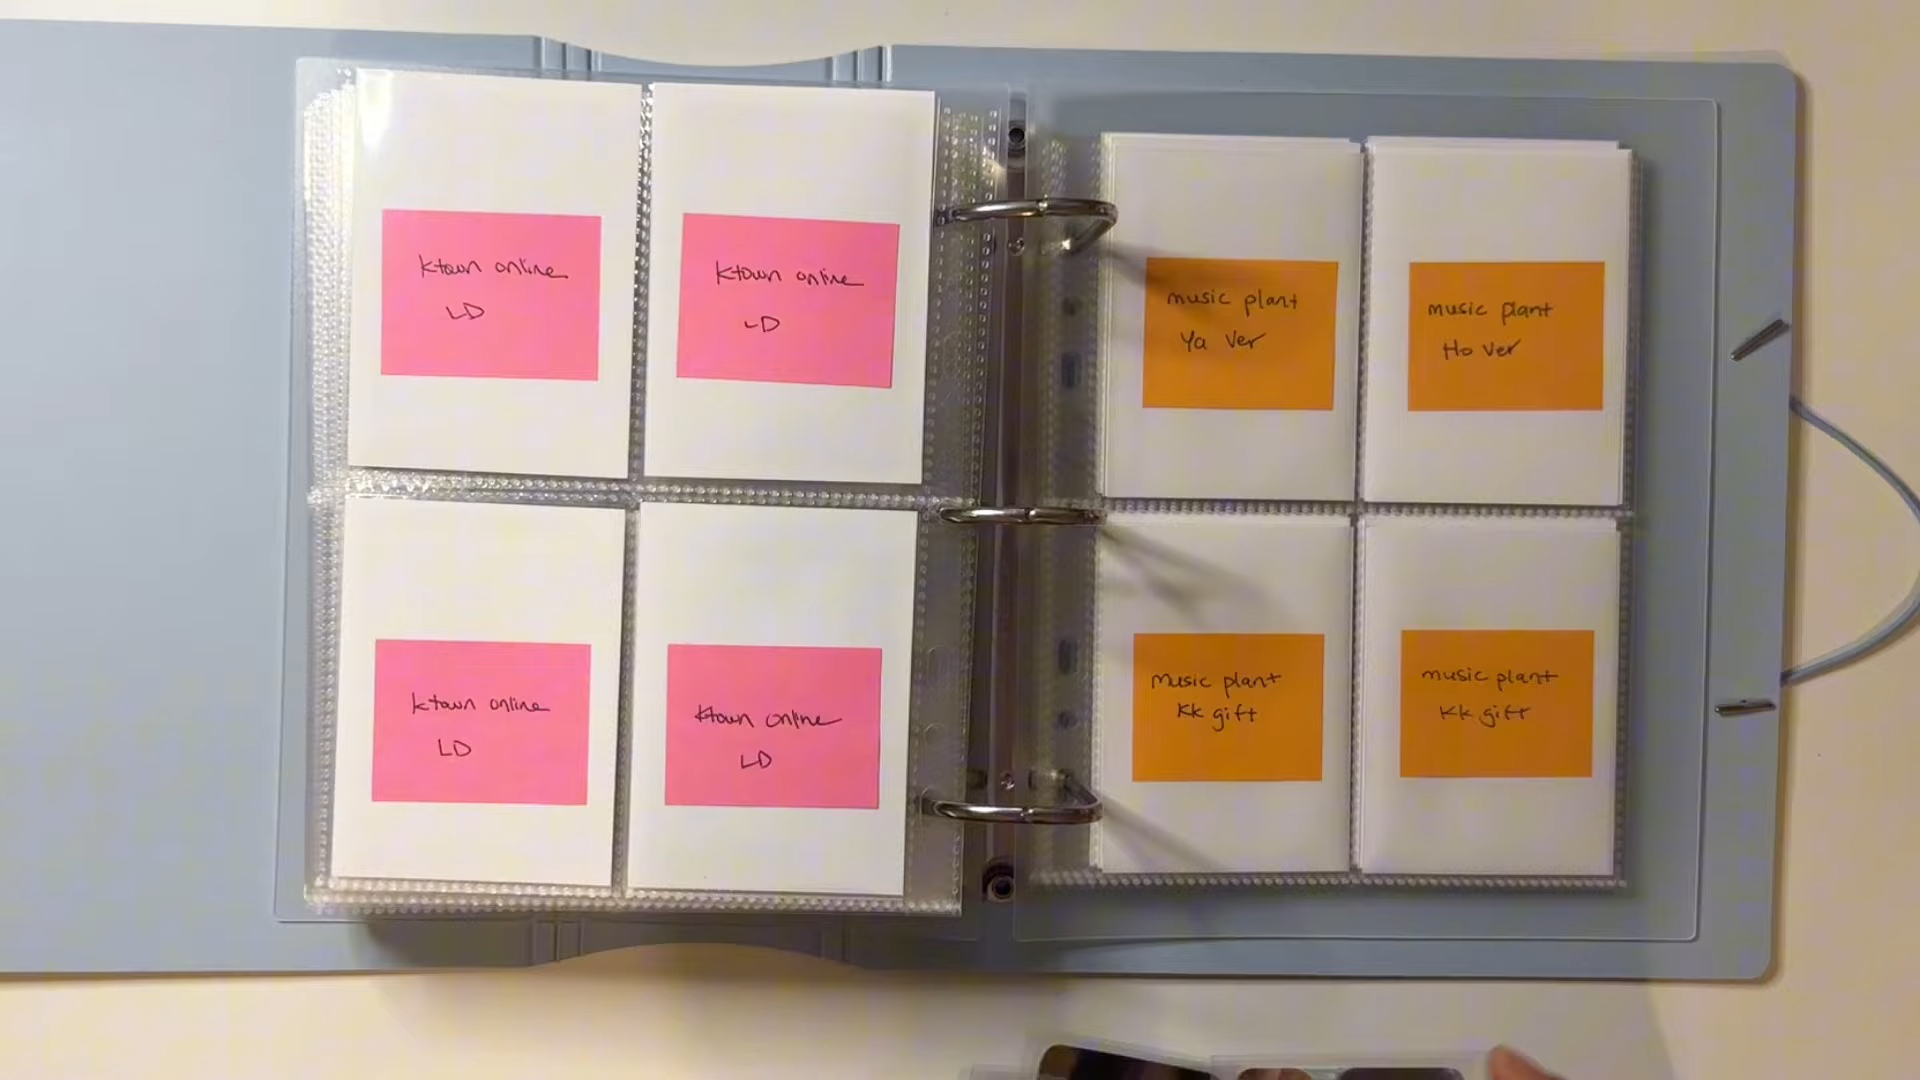 ktown online
LD
ktown online
LD
ktown online
LD
ktown online
LD
music plant
Ya Ver
music plant
Ho Ver
Music plant
KK gift
music plant
KK gift